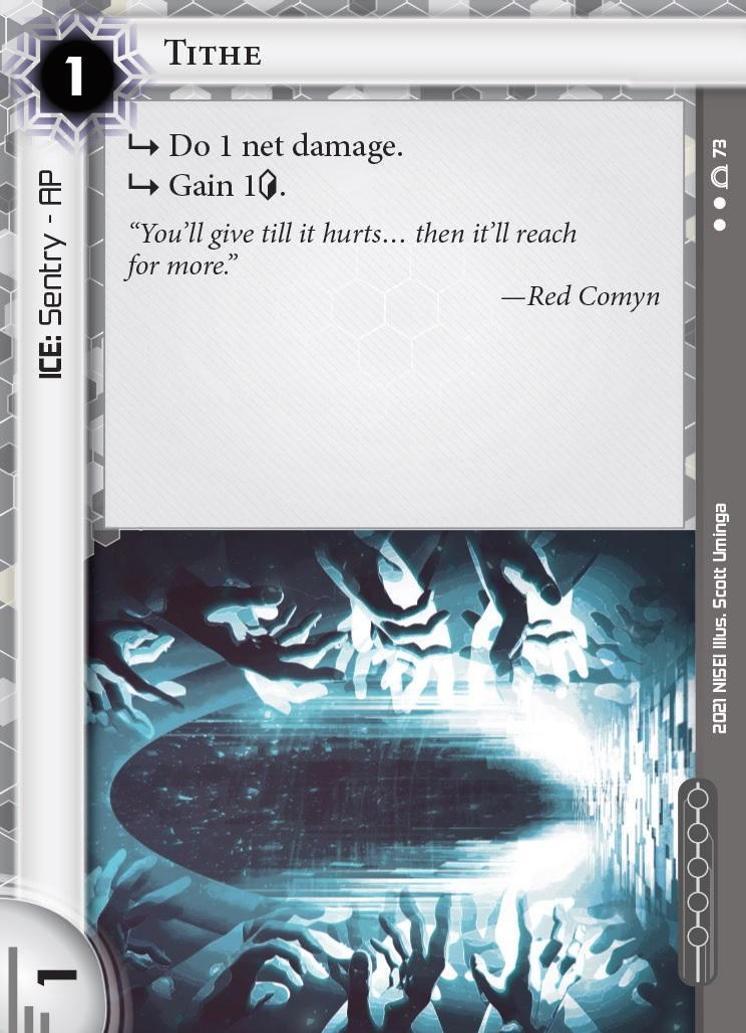 1
Tithe
↳ Do 1 net damage.
↳ Gain 1.
“You’ll give till it hurts… then it’ll reach
for more.”
—Red Comyn
ICE: Sentry - AP
73
2021 NISEI Illus. Scott Uminga
1